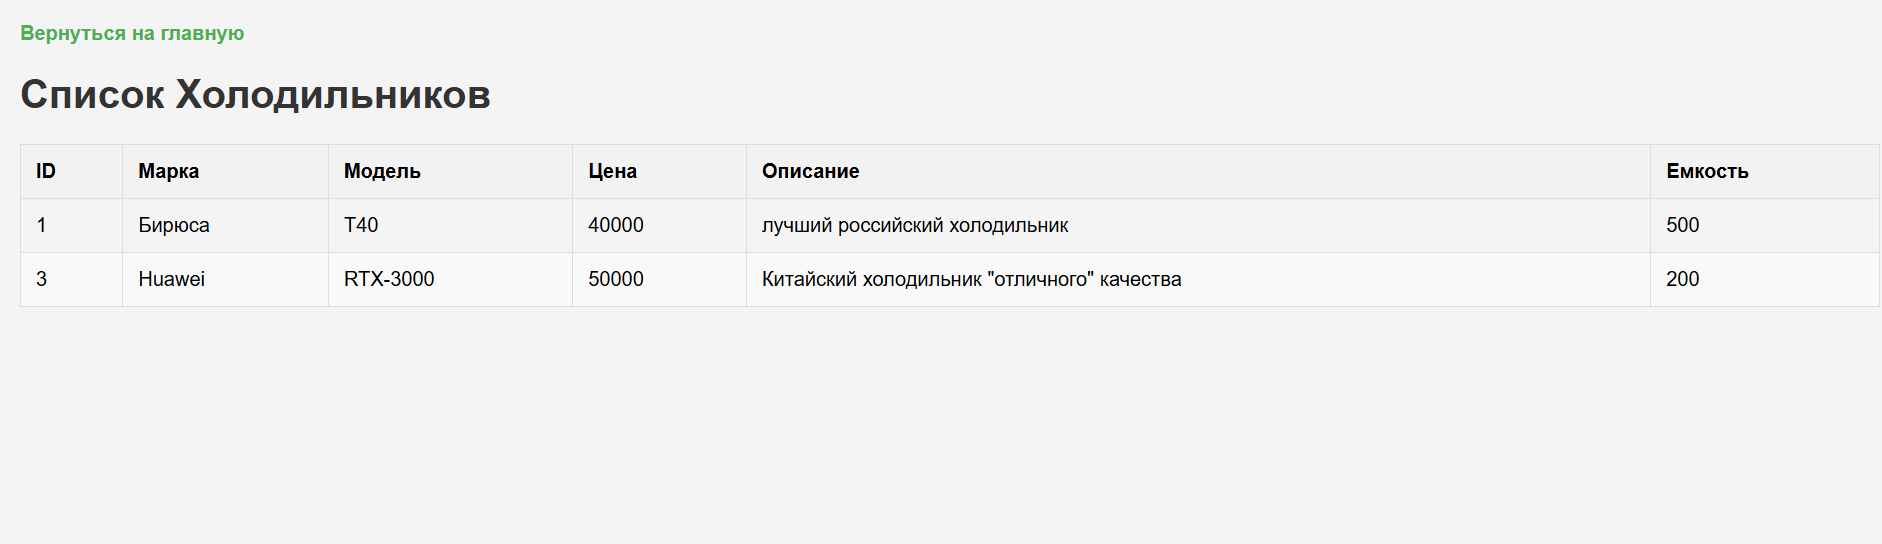 Вернуться на главную
Список Холодильников
ID Марка Модель Цена Описание Емкость
1 Бирюса T40 40000 лучший российский холодильник 500
3 Huawei RTX-3000 50000 Китайский холодильник "отличного" качества 200